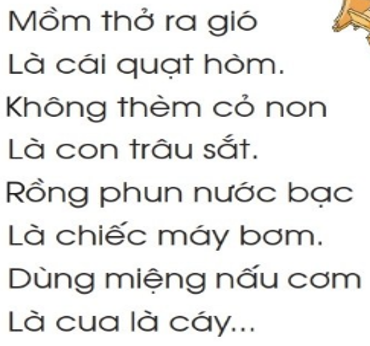 Mồm thở ra gió
Là cái quạt hòm.
Không thèm cỏ non
Là con trâu sắt.
Rồng phun nước bạc
Là chiếc máy bơm.
Dùng miệng nấu cơm
Là cua là cáy...